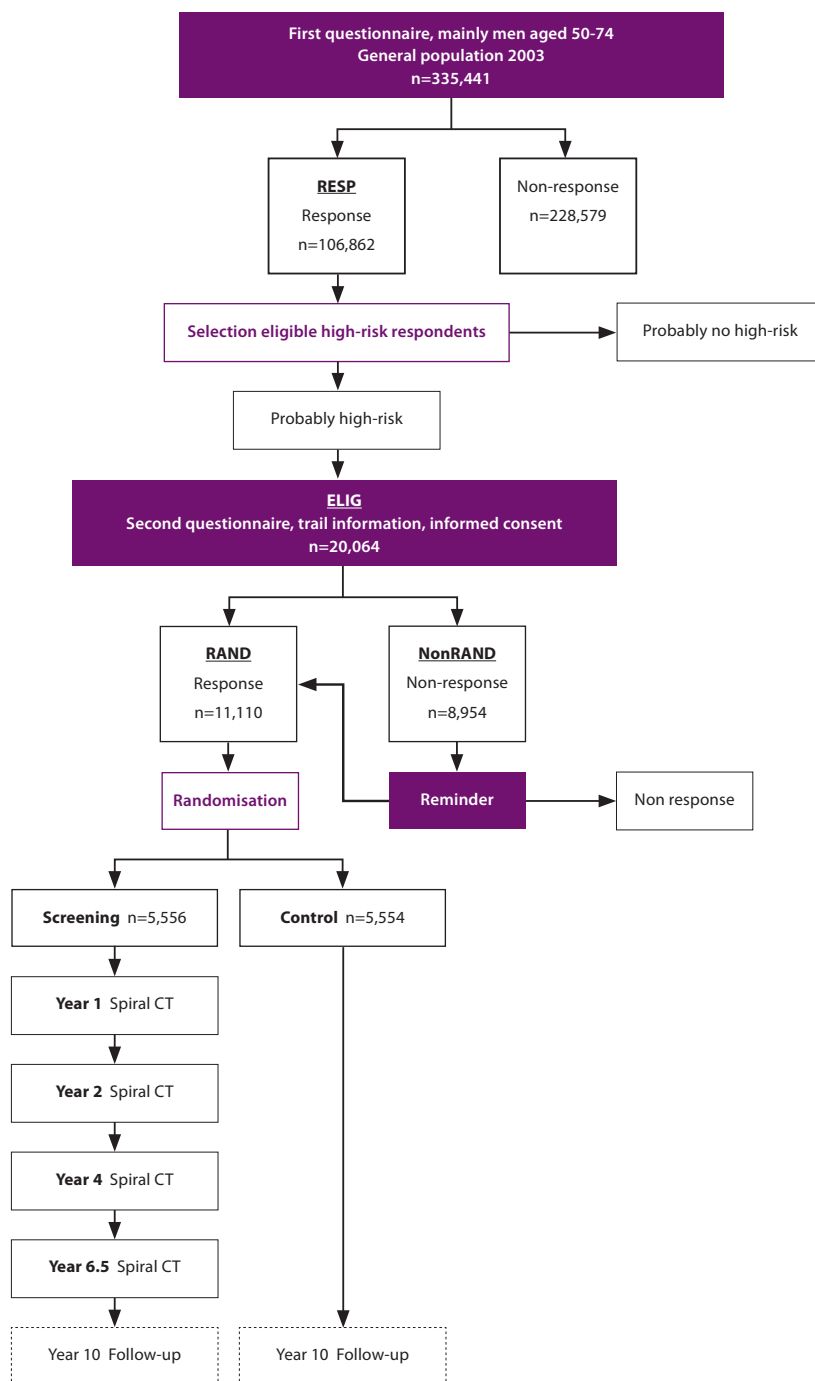 First questionnaire, mainly men aged 50-74
General population 2003
n=335,441
RESP
Response
n=106,862
Non-response
n=228,579
Selection eligible high-risk respondents
Probably no high-risk
Probably high-risk
ELIG
Second questionnaire, trail information, informed consent
n=20,064
RAND
Response
n=11,110
NonRAND
Non-response
n=8,954
Randomisation
Reminder
Non response
Screening n=5,556
Control n=5,554
Year 1 Spiral CT
Year 2 Spiral CT
Year 4 Spiral CT
Year 6.5 Spiral CT
Year 10 Follow-up
Year 10 Follow-up